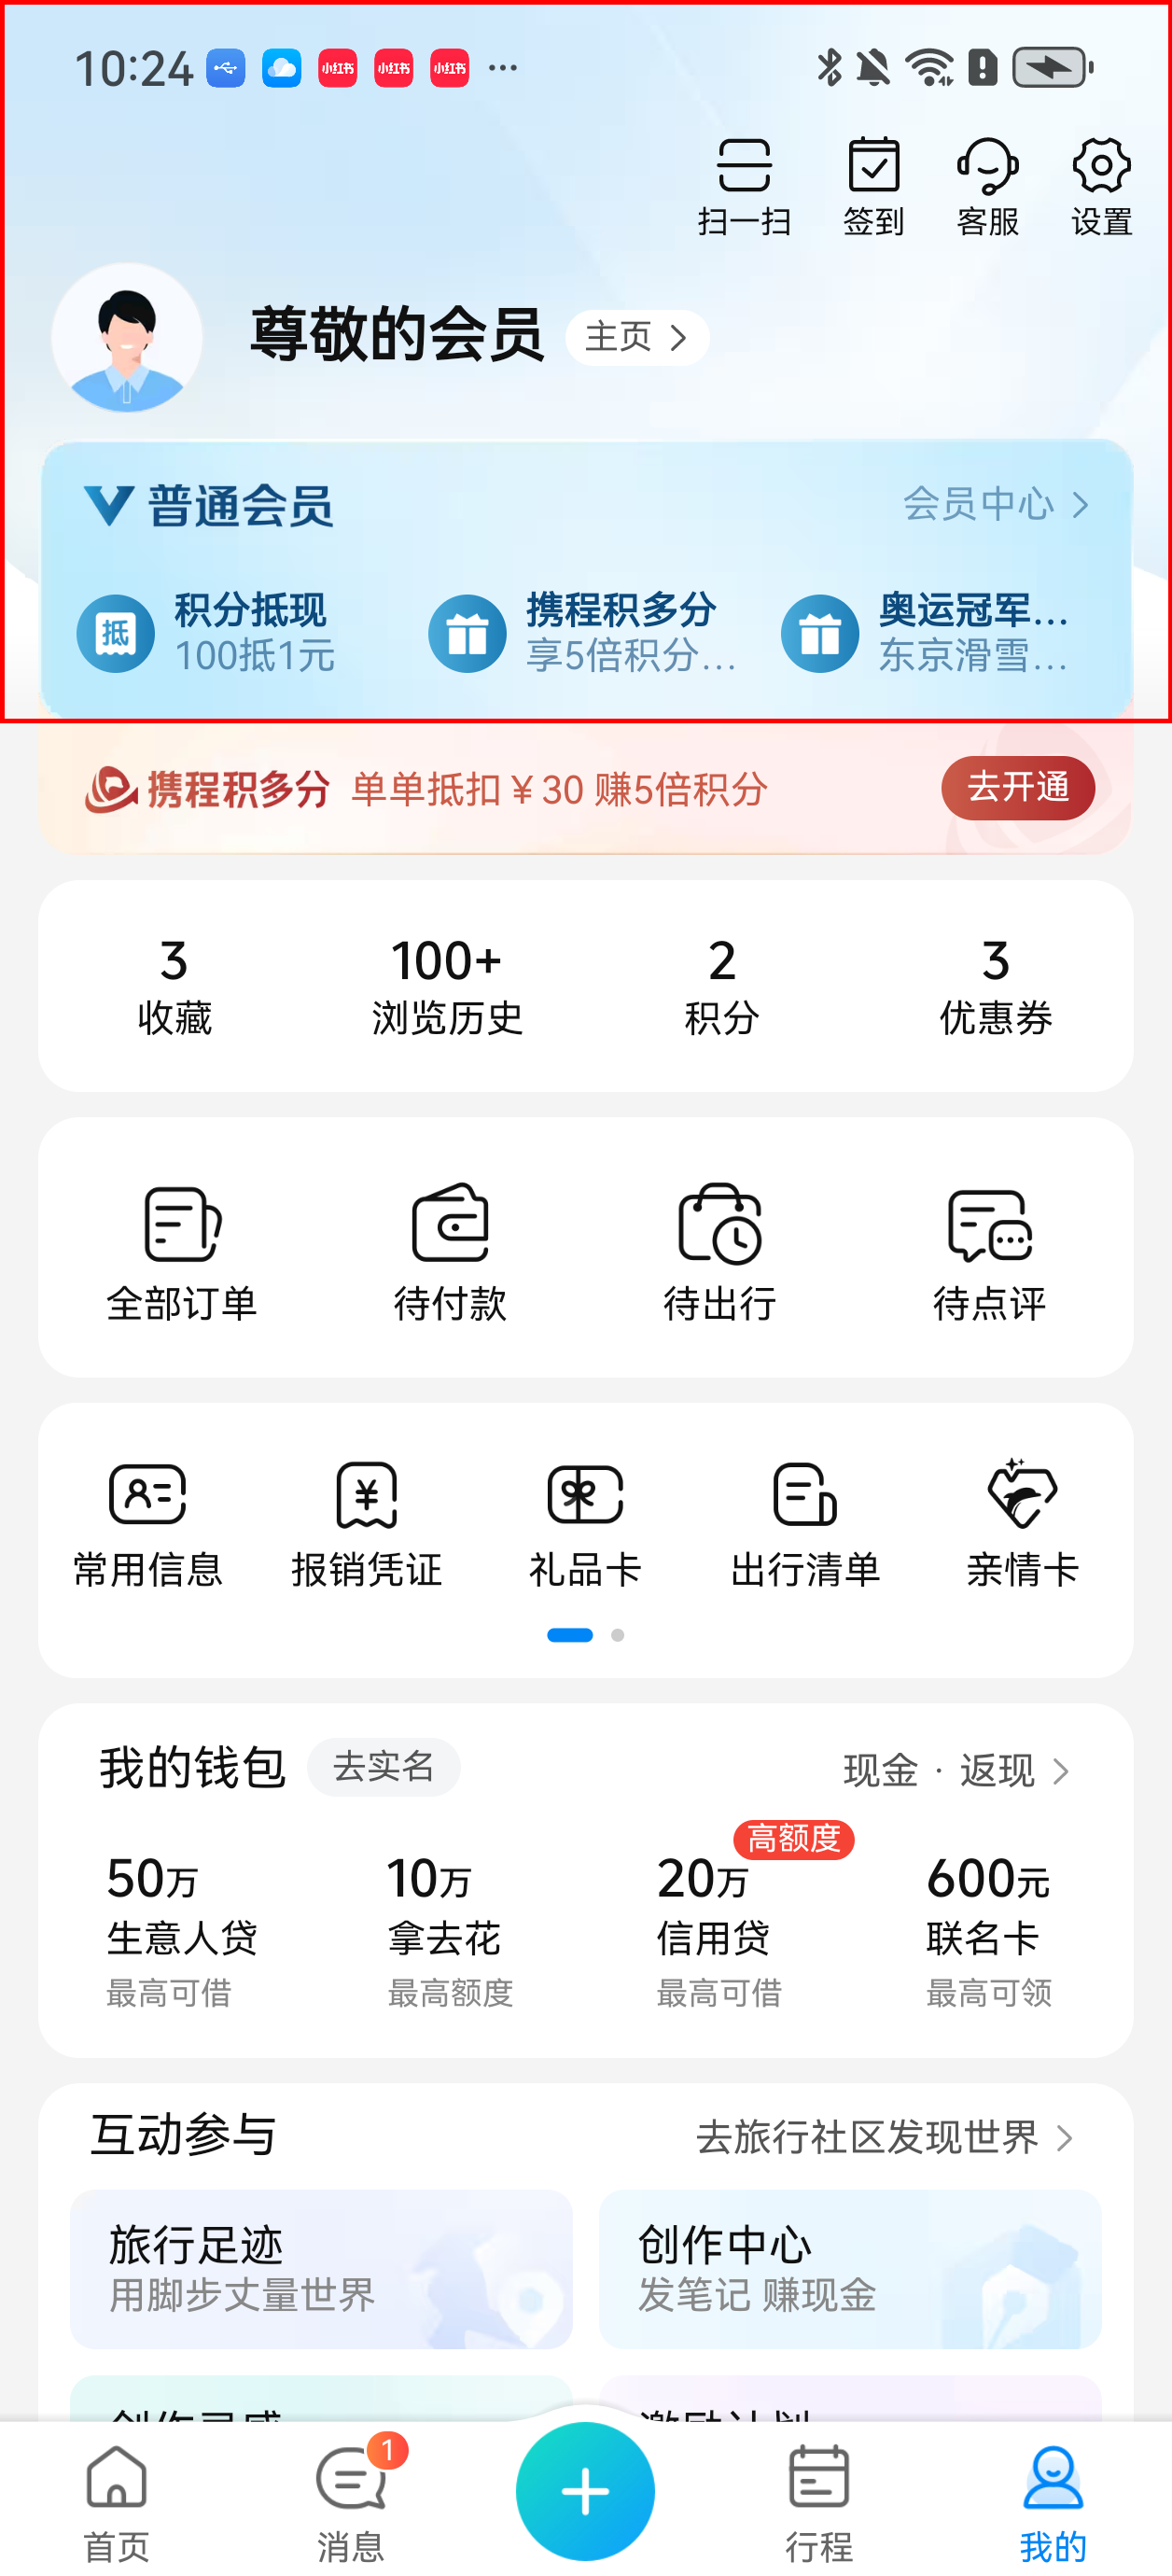 10:24 小红书 小红书 小红书 ···
扫一扫 签到 客服 设置
尊敬的会员 主页
普通会员 会员中心
积分抵现 携程积多分 奥运冠军...
抵
100抵1元 享5倍积分... 东京滑雪...
携程积多分 单单抵扣¥30 赚5倍积分 去开通
3 100+ 2 3
收藏 浏览历史 积分 优惠券
全部订单 待付款 待出行 待点评
常用信息 报销凭证 礼品卡 出行清单 亲情卡
我的钱包 去实名 现金 · 返现
高额度
50万 10万 20万 600元
生意人贷 拿去花 信用贷 联名卡
最高可借 最高额度 最高可借 最高可领
互动参与 去旅行社区发现世界
旅行足迹 创作中心
用脚步丈量世界 发笔记 赚现金
创作灵感 激励计划
1
首页 消息 行程 我的